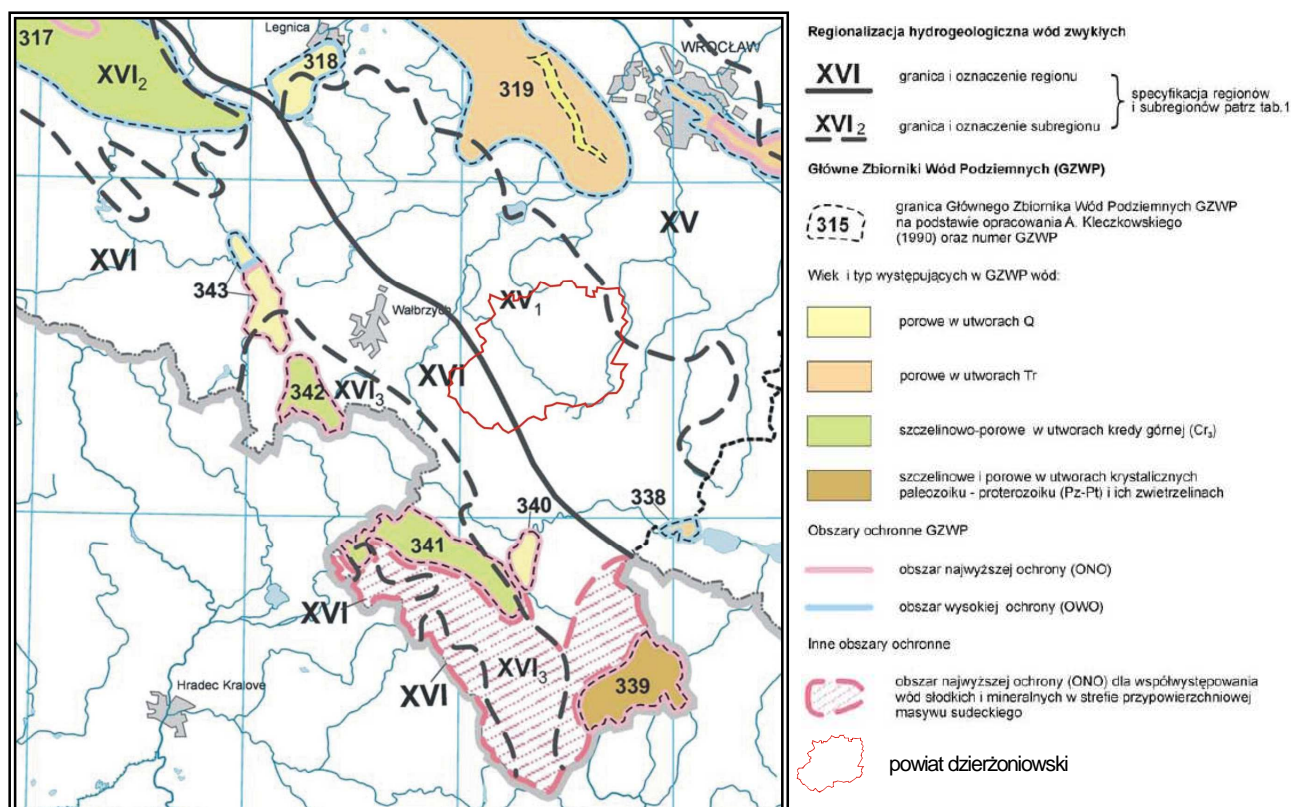 317
XVI2
Legnica
318
319
WROCŁAW
XV
XVI
343
Wałbrzych
XV1
XVI
342
XVI3
340
338
341
XVI
XVI
XVI3
339
Hradec Kralove
Regionalizacja hydrogeologiczna wód zwykłych
XVI granica i oznaczenie regionu
specyfikacja regionów
i subregionów patrz tab.1
XVI2 granica i oznaczenie subregionu
Główne Zbiorniki Wód Podziemnych (GZWP)
granica Głównego Zbiornika Wód Podziemnych GZWP
315 na podstawie opracowania A. Kleczkowskiego
(1990) oraz numer GZWP
Wiek i typ występujących w GZWP wód:
porowe w utworach Q
porowe w utworach Tr
szczelinowo-porowe w utworach kredy górnej (Cr3)
szczelinowe i porowe w utworach krystalicznych
paleozoiku - proterozoiku (Pz-Pt) i ich zwietrzelinach
Obszary ochronne GZWP
obszar najwyższej ochrony (ONO)
obszar wysokiej ochrony (OWO)
Inne obszary ochronne
obszar najwyższej ochrony (ONO) dla współwystępowania
wód słodkich i mineralnych w strefie przypowierzchniowej
masywu sudeckiego
powiat dzierżoniowski